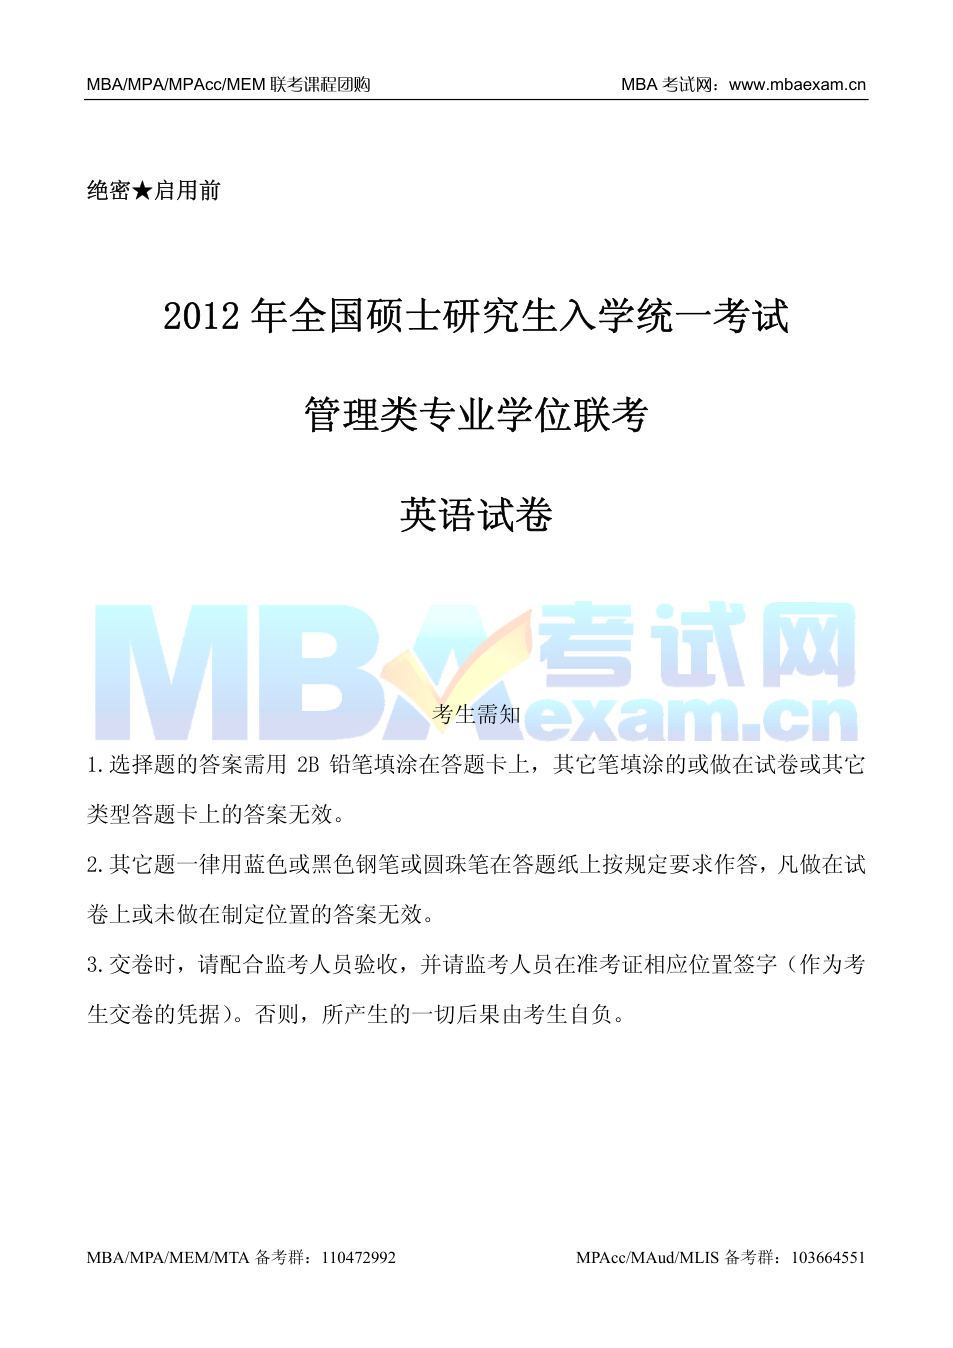 MBA/MPA/MPAcc/MEM 联考课程团购 MBA 考试网：www.mbaexam.cn
绝密★启用前
2012 年全国硕士研究生入学统一考试
管理类专业学位联考
英语试卷
MBA考试网
exam.cn
考生需知
1.选择题的答案需用 2B 铅笔填涂在答题卡上，其它笔填涂的或做在试卷或其它
类型答题卡上的答案无效。
2.其它题一律用蓝色或黑色钢笔或圆珠笔在答题纸上按规定要求作答，凡做在试
卷上或未做在制定位置的答案无效。
3.交卷时，请配合监考人员验收，并请监考人员在准考证相应位置签字（作为考
生交卷的凭据）。否则，所产生的一切后果由考生自负。
MBA/MPA/MEM/MTA 备考群：110472992 MPAcc/MAud/MLIS 备考群：103664551